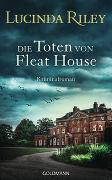 LUCINDA
RILEY
DIE TOTEN VON
FLEAT HOUSE
Kriminalroman
GOLDMANN